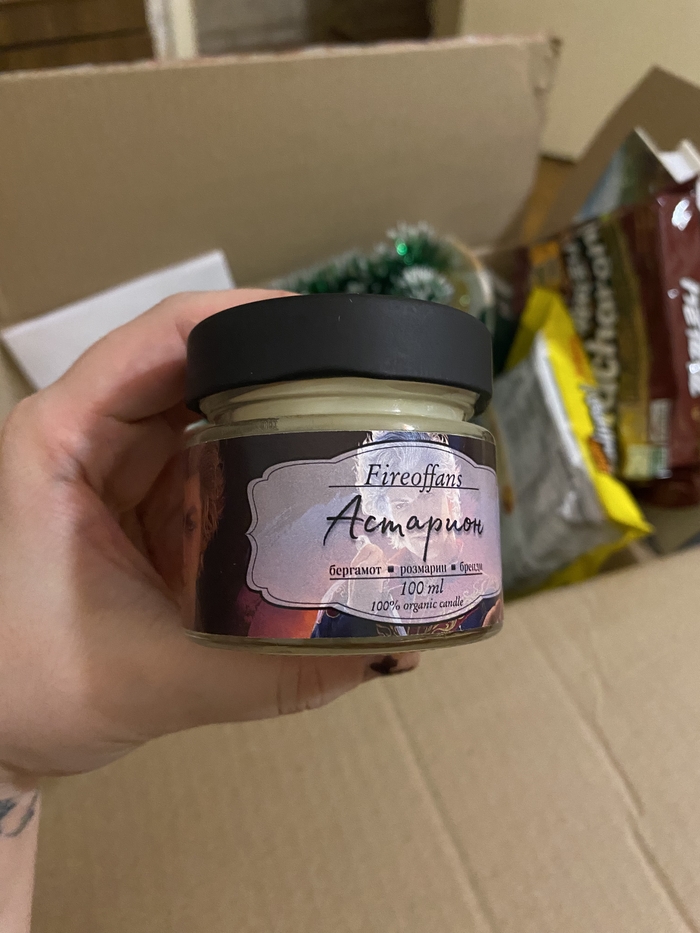 Fireoffans
Астарион
бергамот ▪ розмарин ▪ бренди
100 ml
100% organic candle